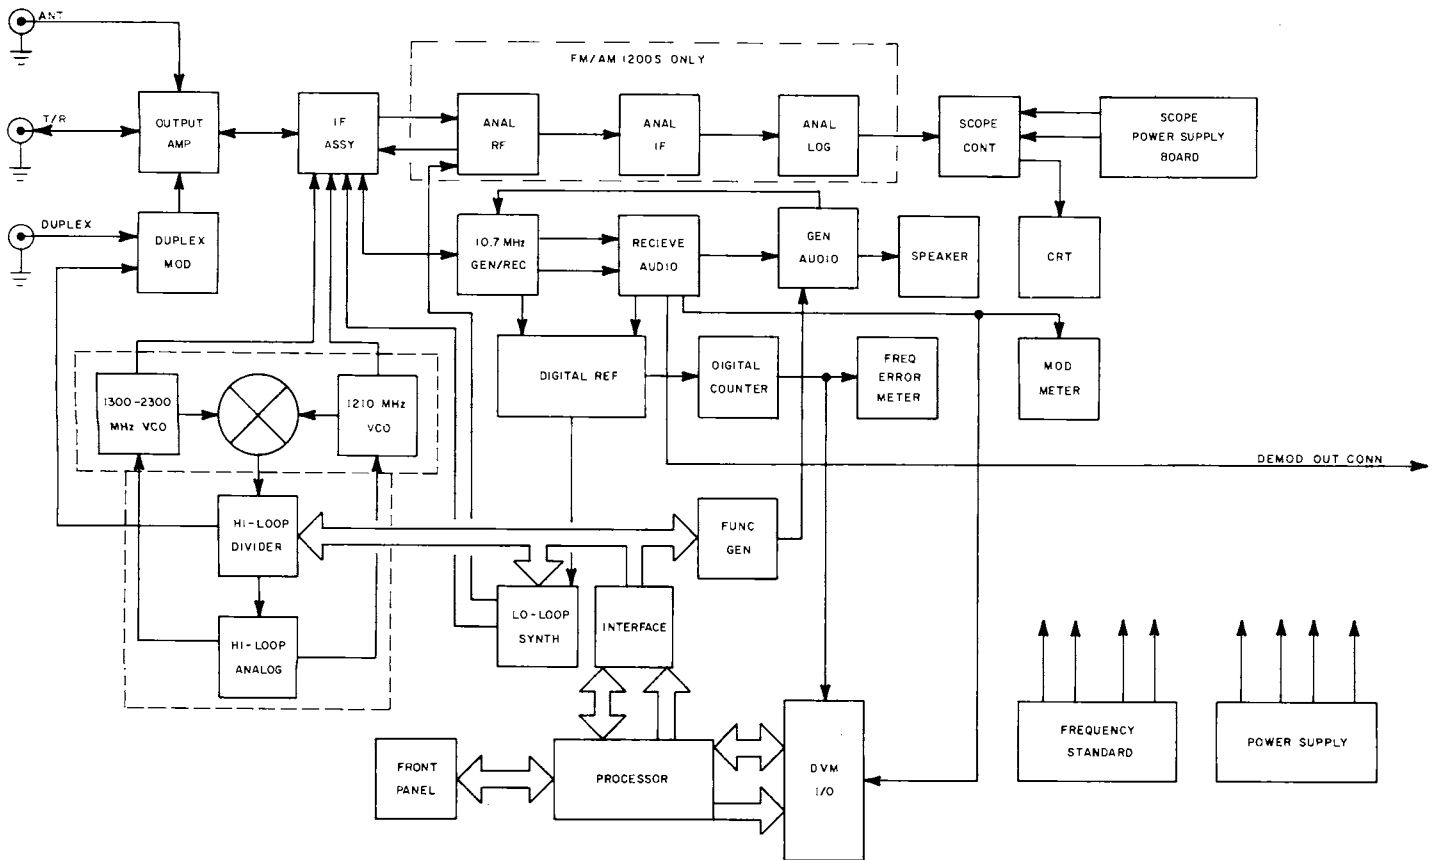 ANT
FM/AM 1200S ONLY
T/R
OUTPUT
AMP
IF
ASSY
ANAL
RF
ANAL
IF
ANAL
LOG
SCOPE
CONT
SCOPE
POWER SUPPLY
BOARD
DUPLEX
DUPLEX
MOD
10.7 MHz
GEN/REC
RECIEVE
AUDIO
GEN
AUDIO
SPEAKER
CRT
1300-2300
MHz VCO
1210 MHz
VCO
DIGITAL REF
DIGITAL
COUNTER
FREQ
ERROR
METER
MOD
METER
DEMOD OUT CONN
HI-LOOP
DIVIDER
FUNC
GEN
HI-LOOP
ANALOG
LO-LOOP
SYNTH
INTERFACE
FRONT
PANEL
PROCESSOR
DVM
I/O
FREQUENCY
STANDARD
POWER SUPPLY